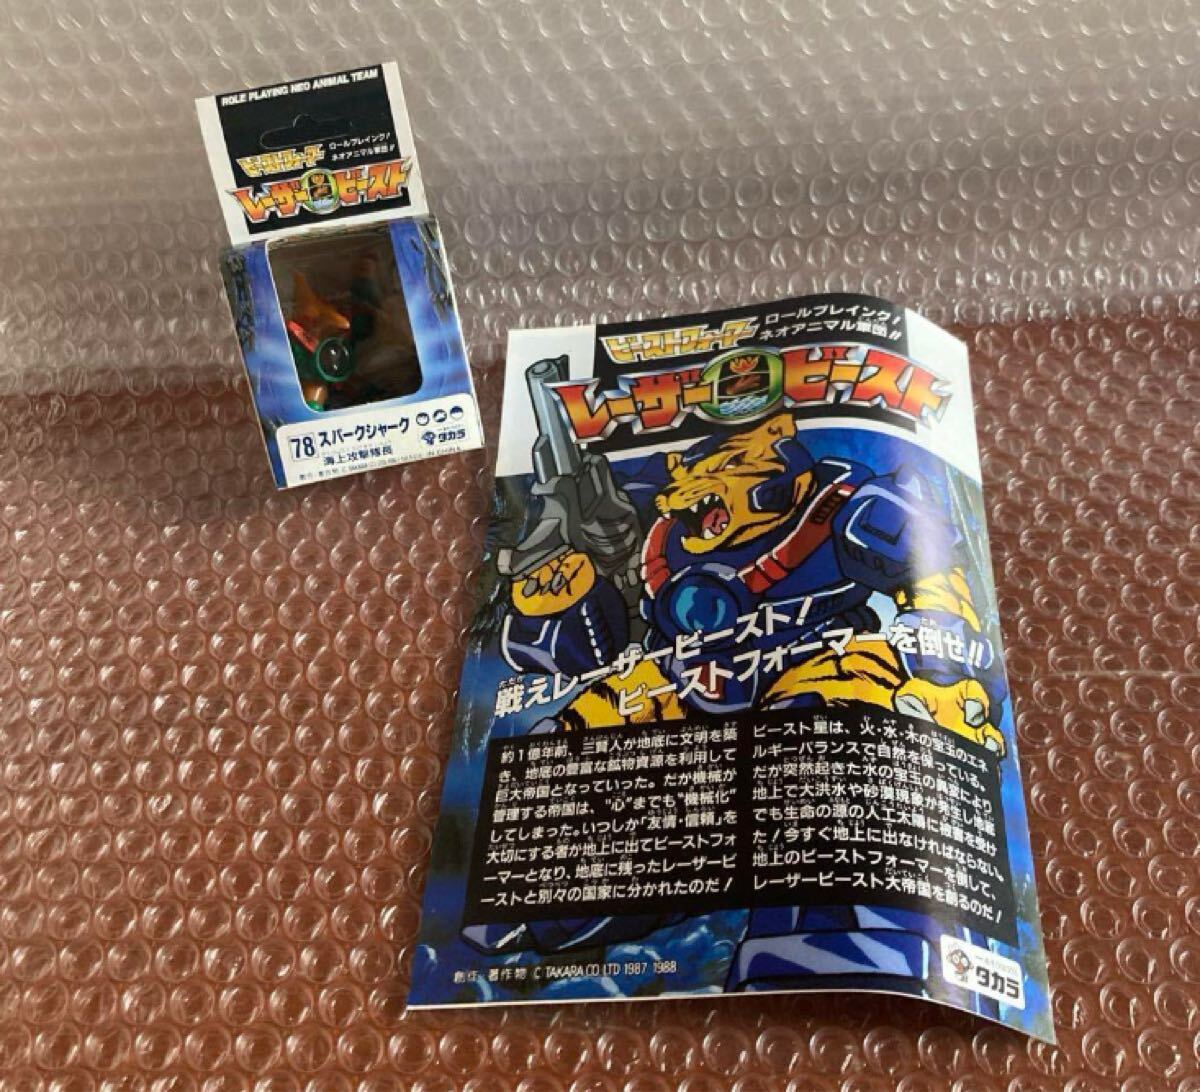 ROLE PLAYING NEO ANIMAL TEAM
ロールプレイング!
ネオアニマル軍団!!
ビーストフォーマー
レーザービースト
78 スパークシャーク
海上攻撃隊長
タカラ
ロールプレイング!
ネオアニマル軍団!!
ビーストフォーマー
レーザービースト
戦えレーザービースト!
ビーストフォーマーを倒せ!!
約1億年前、三賢人が地底に文明を築
き、地底の豊富な鉱物資源を利用して
巨大帝国となっていった。だが機械が
管理する帝国は、"心"までも"機械化"
してしまった。いつしか「友情・信頼」を
大切にする者が地上に出てビーストフォ
ーマーとなり、地底に残ったレーザービ
ーストと別々の国家に分かれたのだ!
ビースト星は、火・水・木の宝玉のエネ
ルギーバランスで自然を保っている。
だが突然起きた水の宝玉の異変により
地上で大洪水や砂漠現象が発生し地底
でも生命の源の人工太陽に被害を受け
た!今すぐ地上に出なければならない。
地上のビーストフォーマーを倒して、
レーザービースト大帝国を創るのだ!
創作 著作物 C TAKARA CO LTD 1987 1988
タカラ